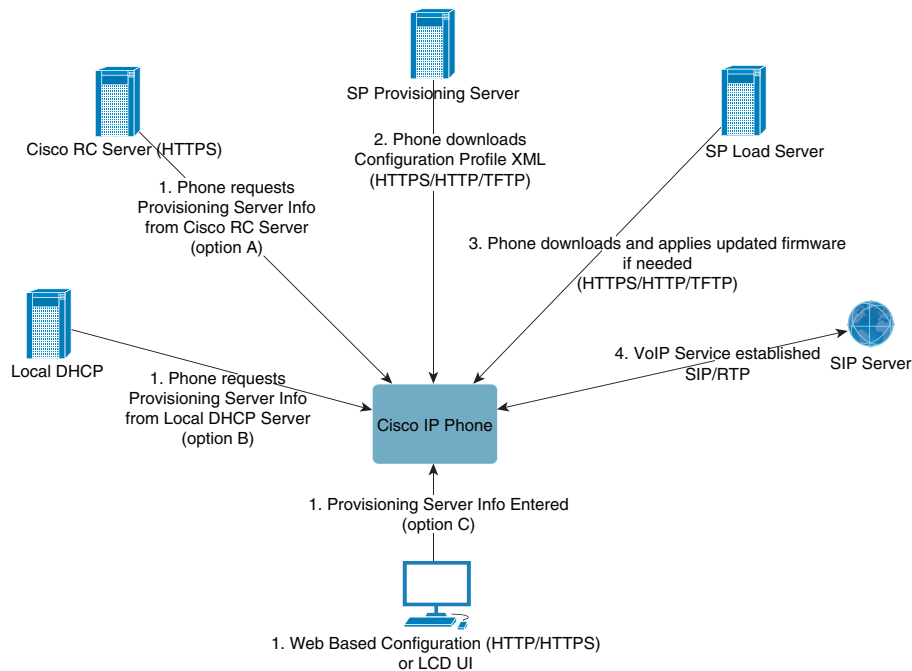 SP Provisioning Server
Cisco RC Server (HTTPS)
SP Load Server
2. Phone downloads
Configuration Profile XML
(HTTPS/HTTP/TFTP)
1. Phone requests
Provisioning Server Info
from Cisco RC Server
(option A)
3. Phone downloads and applies updated firmware
if needed
(HTTPS/HTTP/TFTP)
Local DHCP
1. Phone requests
Provisioning Server Info
from Local DHCP Server
(option B)
4. VoIP Service established
SIP/RTP
SIP Server
Cisco IP Phone
1. Provisioning Server Info Entered
(option C)
1. Web Based Configuration (HTTP/HTTPS)
or LCD UI